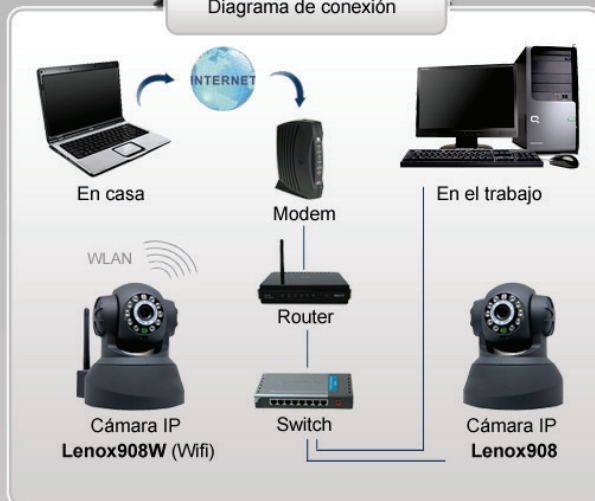 Diagrama de conexión
INTERNET
En casa
Modem
En el trabajo
WLAN
Router
Cámara IP
Lenox908W (Wifi)
Switch
Cámara IP
Lenox908